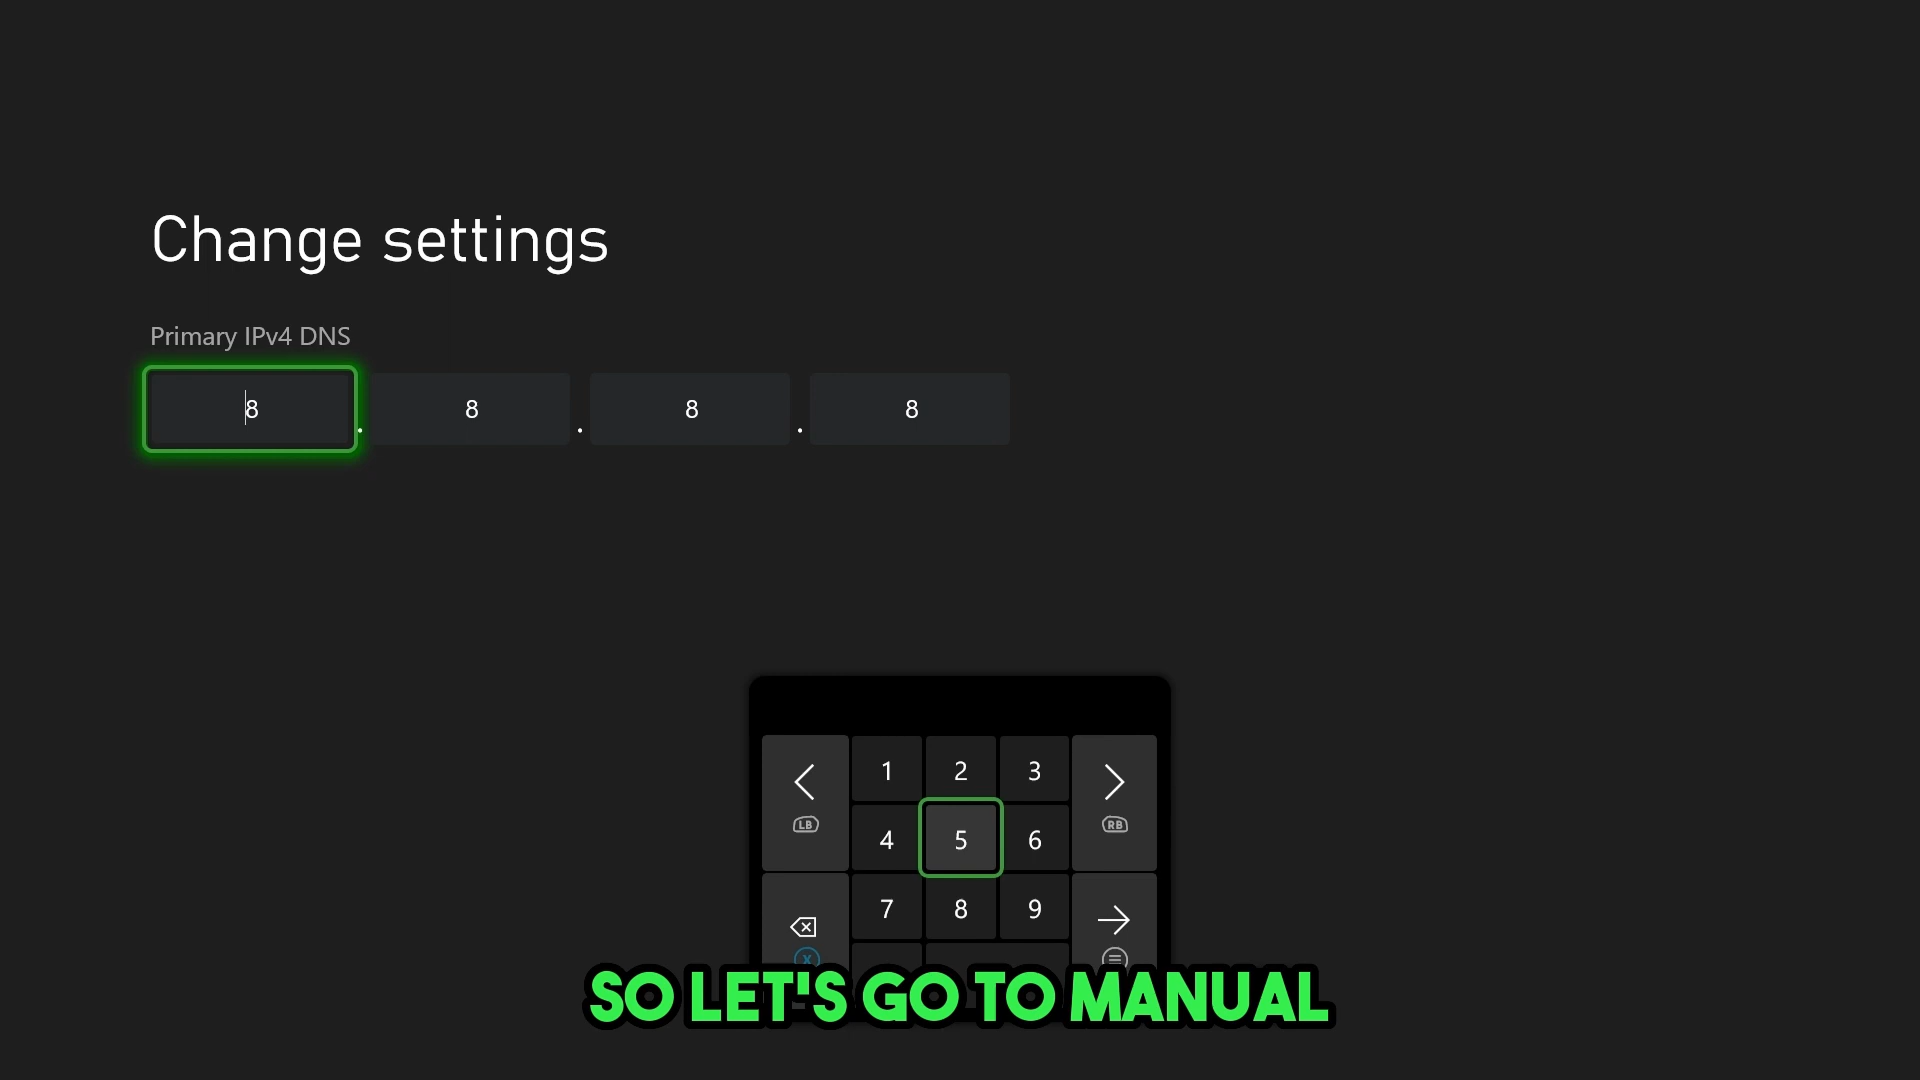 Change settings
Primary IPv4 DNS
8 . 8 . 8 . 8
1 2 3
LB RB
4 5 6
7 8 9
X
SO LET'S GO TO MANUAL